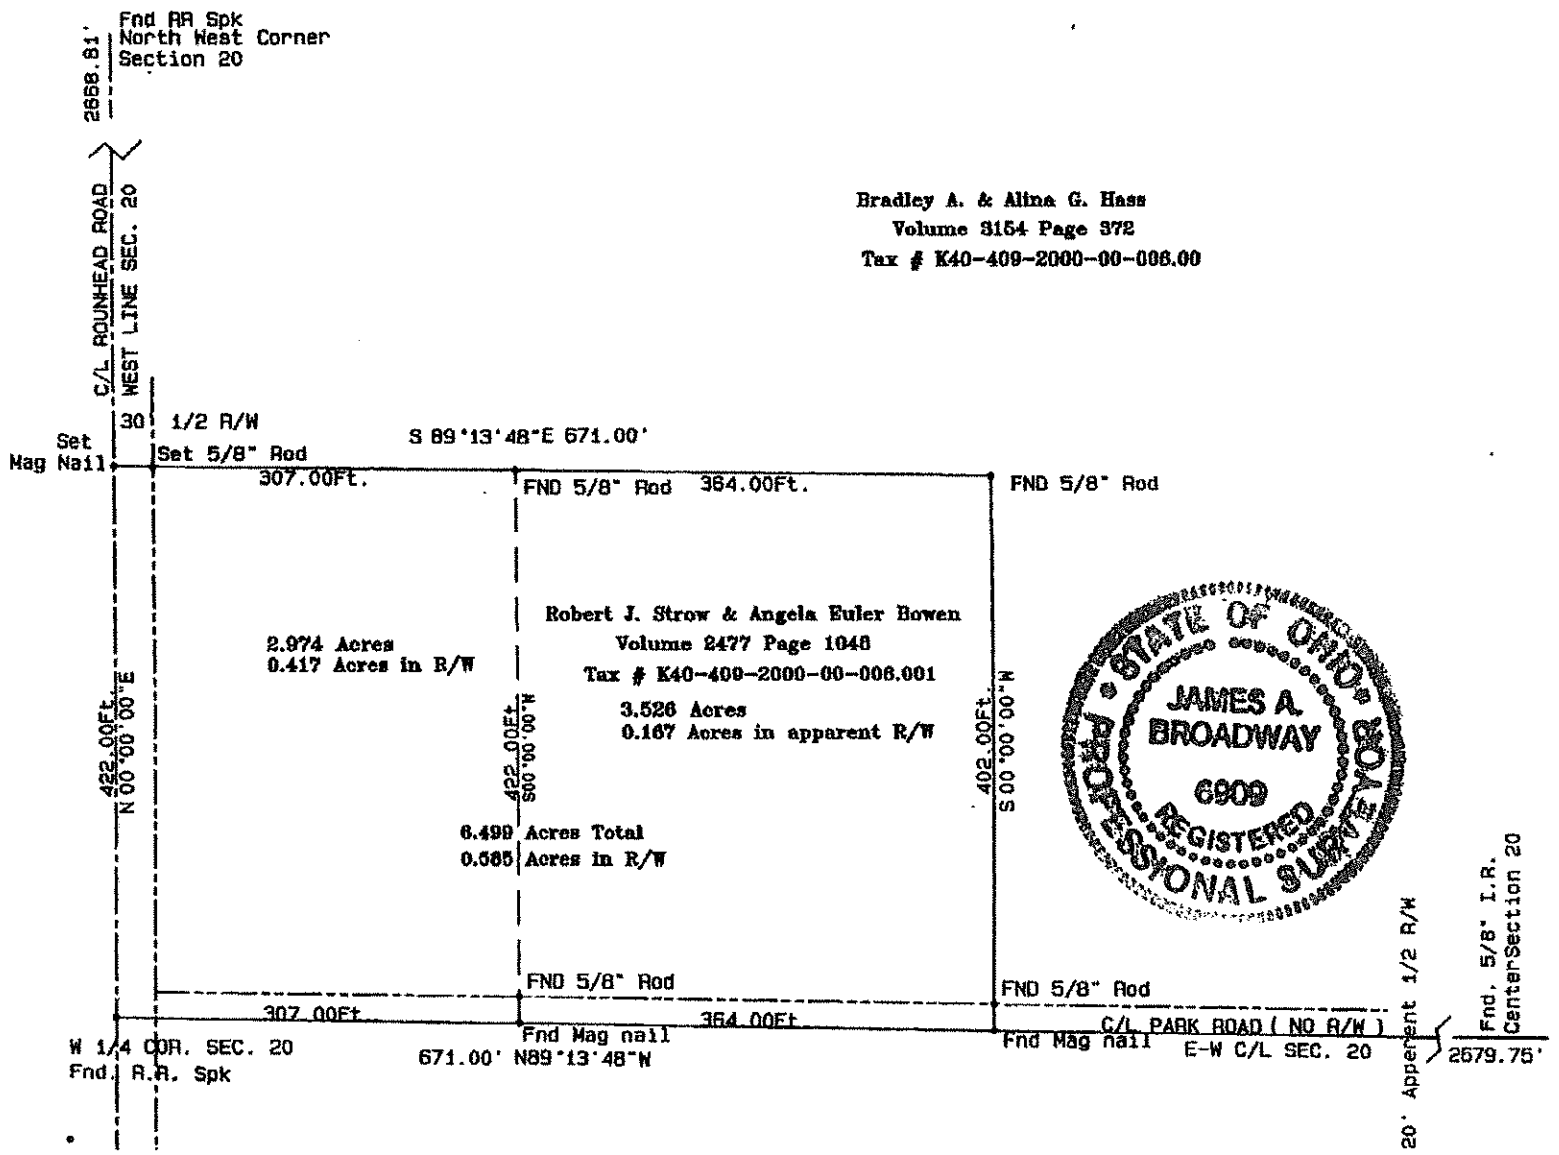 Fnd RR Spk
North West Corner
Section 20
2668.81'
C/L ROUNHEAD ROAD
WEST LINE SEC. 20
Bradley A. & Alina G. Hass
Volume 3154 Page 372
Tax # K40-409-2000-00-006.00
30' 1/2 R/W
Set
Mag Nail
Set 5/8" Rod
S 89°13'48"E 671.00'
307.00Ft.
FND 5/8" Rod
364.00Ft.
FND 5/8" Rod
Robert J. Strow & Angela Euler Bowen
Volume 2477 Page 1048
Tax # K40-409-2000-00-006.001
3.526 Acres
0.167 Acres in apparent R/W
2.974 Acres
0.417 Acres in R/W
422.00Ft.
N 00°00'00"E
422.00Ft
S00°00'00"W
402.00Ft.
S 00°00'00"W
6.499 Acres Total
0.585 Acres in R/W
STATE OF OHIO
JAMES A.
BROADWAY
6909
REGISTERED
PROFESSIONAL SURVEYOR
FND 5/8" Rod
FND 5/8" Rod
307.00Ft
364.00Ft
Fnd Mag nail
Fnd Mag nail
C/L PARK ROAD ( NO R/W )
E-W C/L SEC. 20
W 1/4 COR. SEC. 20
Fnd. R.R. Spk
671.00' N89°13'48"W
20' Apperent 1/2 R/W
Fnd. 5/8" I.R.
CenterSection 20
2679.75'